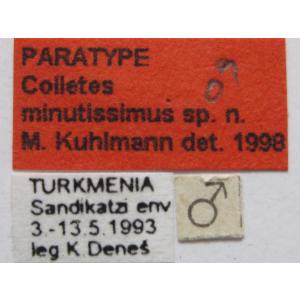 PARATYPE
Colletes
minutissimus sp. n.
M. Kuhlmann det. 1998
TURKMENIA
Sandikatzi env
3.-13.5.1993
leg K.Deneš
♂